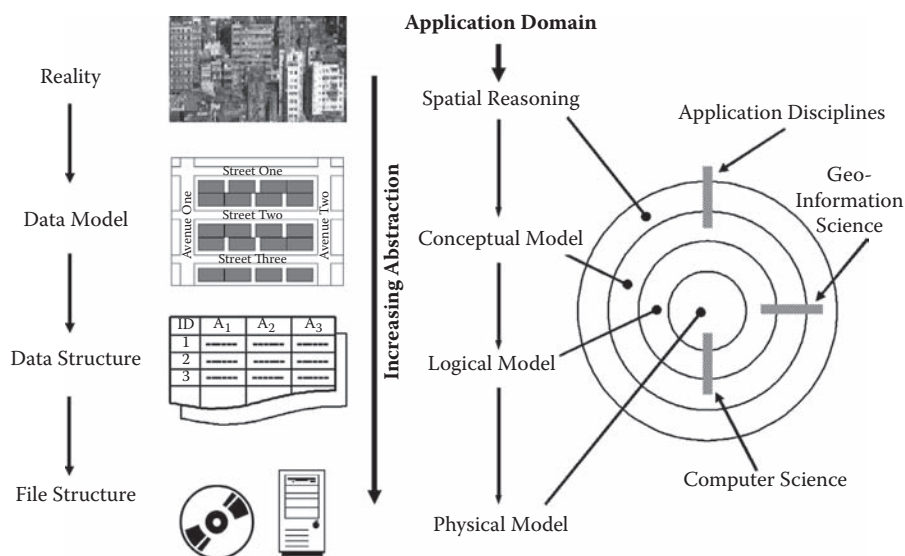 Reality
Data Model
Data Structure
File Structure
Street One
Avenue One
Street Two
Avenue Two
Street Three
ID A1 A2 A3
1
2
3
Increasing Abstraction
Application Domain
Spatial Reasoning
Conceptual Model
Logical Model
Physical Model
Application Disciplines
Geo-
Information
Science
Computer Science